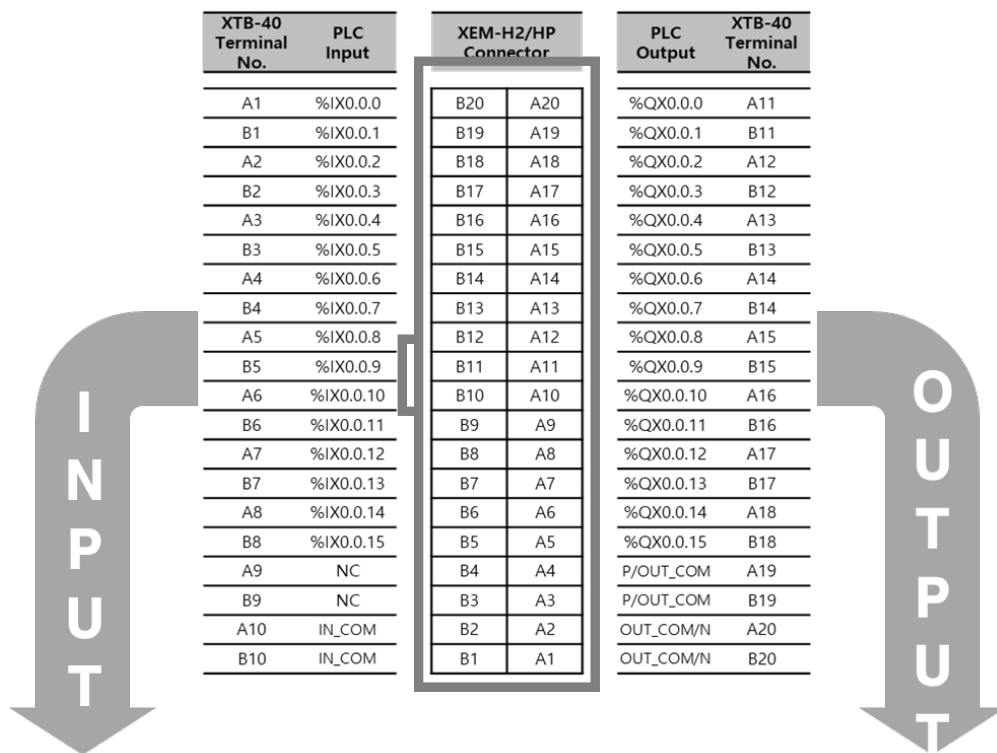 XTB-40 Terminal No. PLC Input XEM-H2/HP Connector PLC Output XTB-40 Terminal No.
A1 %IX0.0.0 B20 A20 %QX0.0.0 A11
B1 %IX0.0.1 B19 A19 %QX0.0.1 B11
A2 %IX0.0.2 B18 A18 %QX0.0.2 A12
B2 %IX0.0.3 B17 A17 %QX0.0.3 B12
A3 %IX0.0.4 B16 A16 %QX0.0.4 A13
B3 %IX0.0.5 B15 A15 %QX0.0.5 B13
A4 %IX0.0.6 B14 A14 %QX0.0.6 A14
B4 %IX0.0.7 B13 A13 %QX0.0.7 B14
A5 %IX0.0.8 B12 A12 %QX0.0.8 A15
B5 %IX0.0.9 B11 A11 %QX0.0.9 B15
A6 %IX0.0.10 B10 A10 %QX0.0.10 A16
B6 %IX0.0.11 B9 A9 %QX0.0.11 B16
A7 %IX0.0.12 B8 A8 %QX0.0.12 A17
B7 %IX0.0.13 B7 A7 %QX0.0.13 B17
A8 %IX0.0.14 B6 A6 %QX0.0.14 A18
B8 %IX0.0.15 B5 A5 %QX0.0.15 B18
A9 NC B4 A4 P/OUT_COM A19
B9 NC B3 A3 P/OUT_COM B19
A10 IN_COM B2 A2 OUT_COM/N A20
B10 IN_COM B1 A1 OUT_COM/N B20
INPUT
OUTPUT